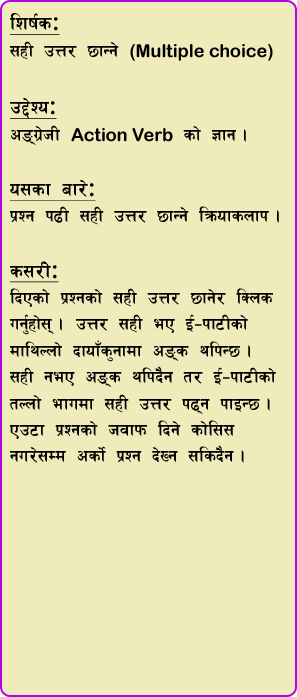 शिर्षक:
सही उत्तर छान्ने (Multiple choice)
उद्देश्य:
अङ्ग्रेजी Action Verb को ज्ञान ।
यसका बारे:
प्रश्न पढी सही उत्तर छान्ने क्रियाकलाप ।
कसरी:
दिएको प्रश्नको सही उत्तर छानेर क्लिक
गर्नुहोस् । उत्तर सही भए ई-पाटीको
माथिल्लो दायाँकुनामा अङ्क थपिन्छ ।
सही नभए अङ्क थपिदैन तर ई-पाटीको
तल्लो भागमा सही उत्तर पढ्न पाइन्छ ।
एउटा प्रश्नको जवाफ दिने कोसिस
नगरेसम्म अर्को प्रश्न देख्न सकिदैन ।